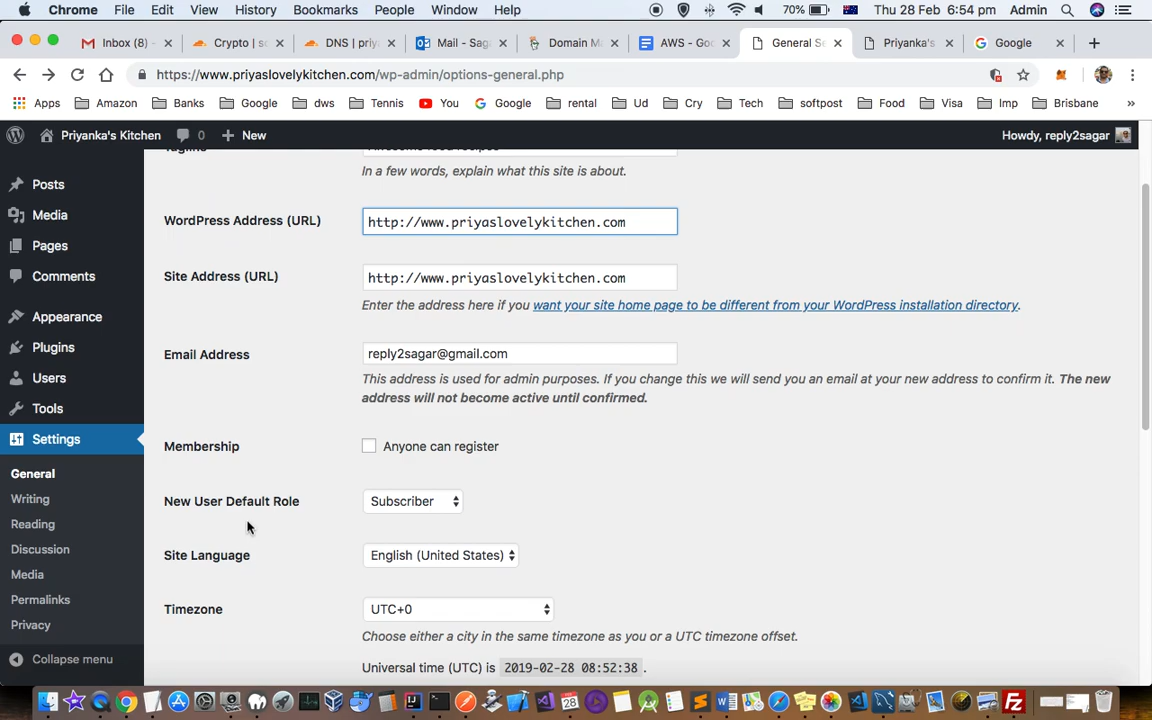 Chrome File Edit View History Bookmarks People Window Help 70% Thu 28 Feb 6:54 pm Admin
Inbox (8) Crypto | sc DNS | priy Mail - Sag Domain M AWS - Go General Se Priyanka's Google
https://www.priyaslovelykitchen.com/wp-admin/options-general.php
Apps Amazon Banks Google dws Tennis You Google rental Ud Cry Tech softpost Food Visa Imp Brisbane »
Priyanka's Kitchen 0 + New Howdy, reply2sagar
Posts
Media
Pages
Comments
Appearance
Plugins
Users
Tools
Settings
General
Writing
Reading
Discussion
Media
Permalinks
Privacy
Collapse menu
In a few words, explain what this site is about.
WordPress Address (URL) http://www.priyaslovelykitchen.com
Site Address (URL) http://www.priyaslovelykitchen.com
Enter the address here if you want your site home page to be different from your WordPress installation directory.
Email Address reply2sagar@gmail.com
This address is used for admin purposes. If you change this we will send you an email at your new address to confirm it. The new
address will not become active until confirmed.
Membership Anyone can register
New User Default Role Subscriber
Site Language English (United States)
Timezone UTC+0
Choose either a city in the same timezone as you or a UTC timezone offset.
Universal time (UTC) is 2019-02-28 08:52:38 .